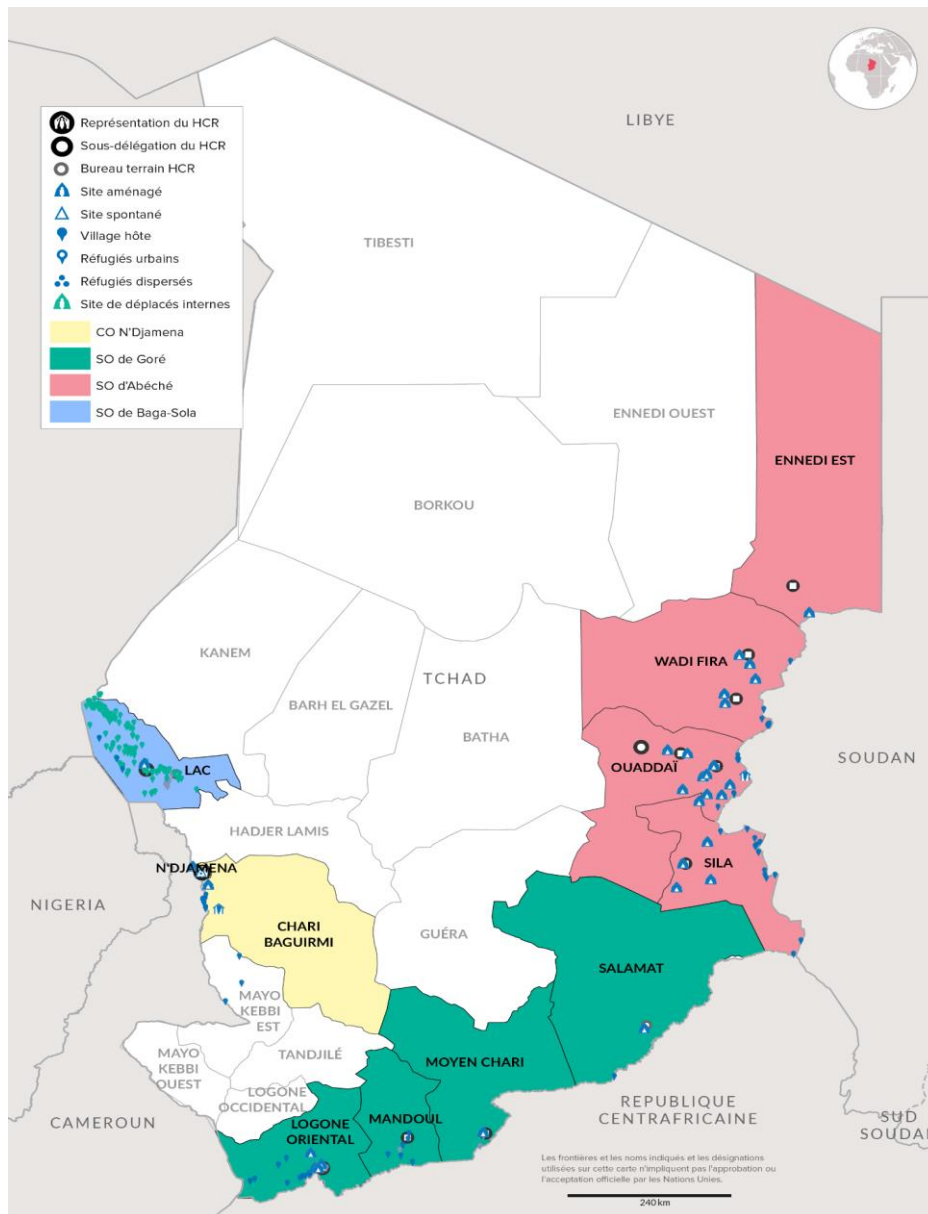 LIBYE
Représentation du HCR
Sous-délégation du HCR
Bureau terrain HCR
Site aménagé
Site spontané
Village hôte
Réfugiés urbains
Réfugiés dispersés
Site de déplacés internes
CO N'Djamena
SO de Goré
SO d'Abéché
SO de Baga-Sola
TIBESTI
ENNEDI OUEST
ENNEDI EST
BORKOU
KANEM
WADI FIRA
TCHAD
BARH EL GAZEL
BATHA
SOUDAN
LAC
OUADDAÏ
HADJER LAMIS
N'DJAMENA
SILA
NIGERIA
CHARI
BAGUIRMI
GUÉRA
SALAMAT
MAYO
KEBBI
EST
MAYO
KEBBI
OUEST
TANDJILÉ
MOYEN CHARI
LOGONE
OCCIDENTAL
LOGONE
ORIENTAL
MANDOUL
CAMEROUN
REPUBLIQUE
CENTRAFRICAINE
SUD
SOUDAN
Les frontières et les noms indiqués et les désignations
utilisées sur cette carte n'impliquent pas l'approbation ou
l'acceptation officielle par les Nations Unies.
240 km